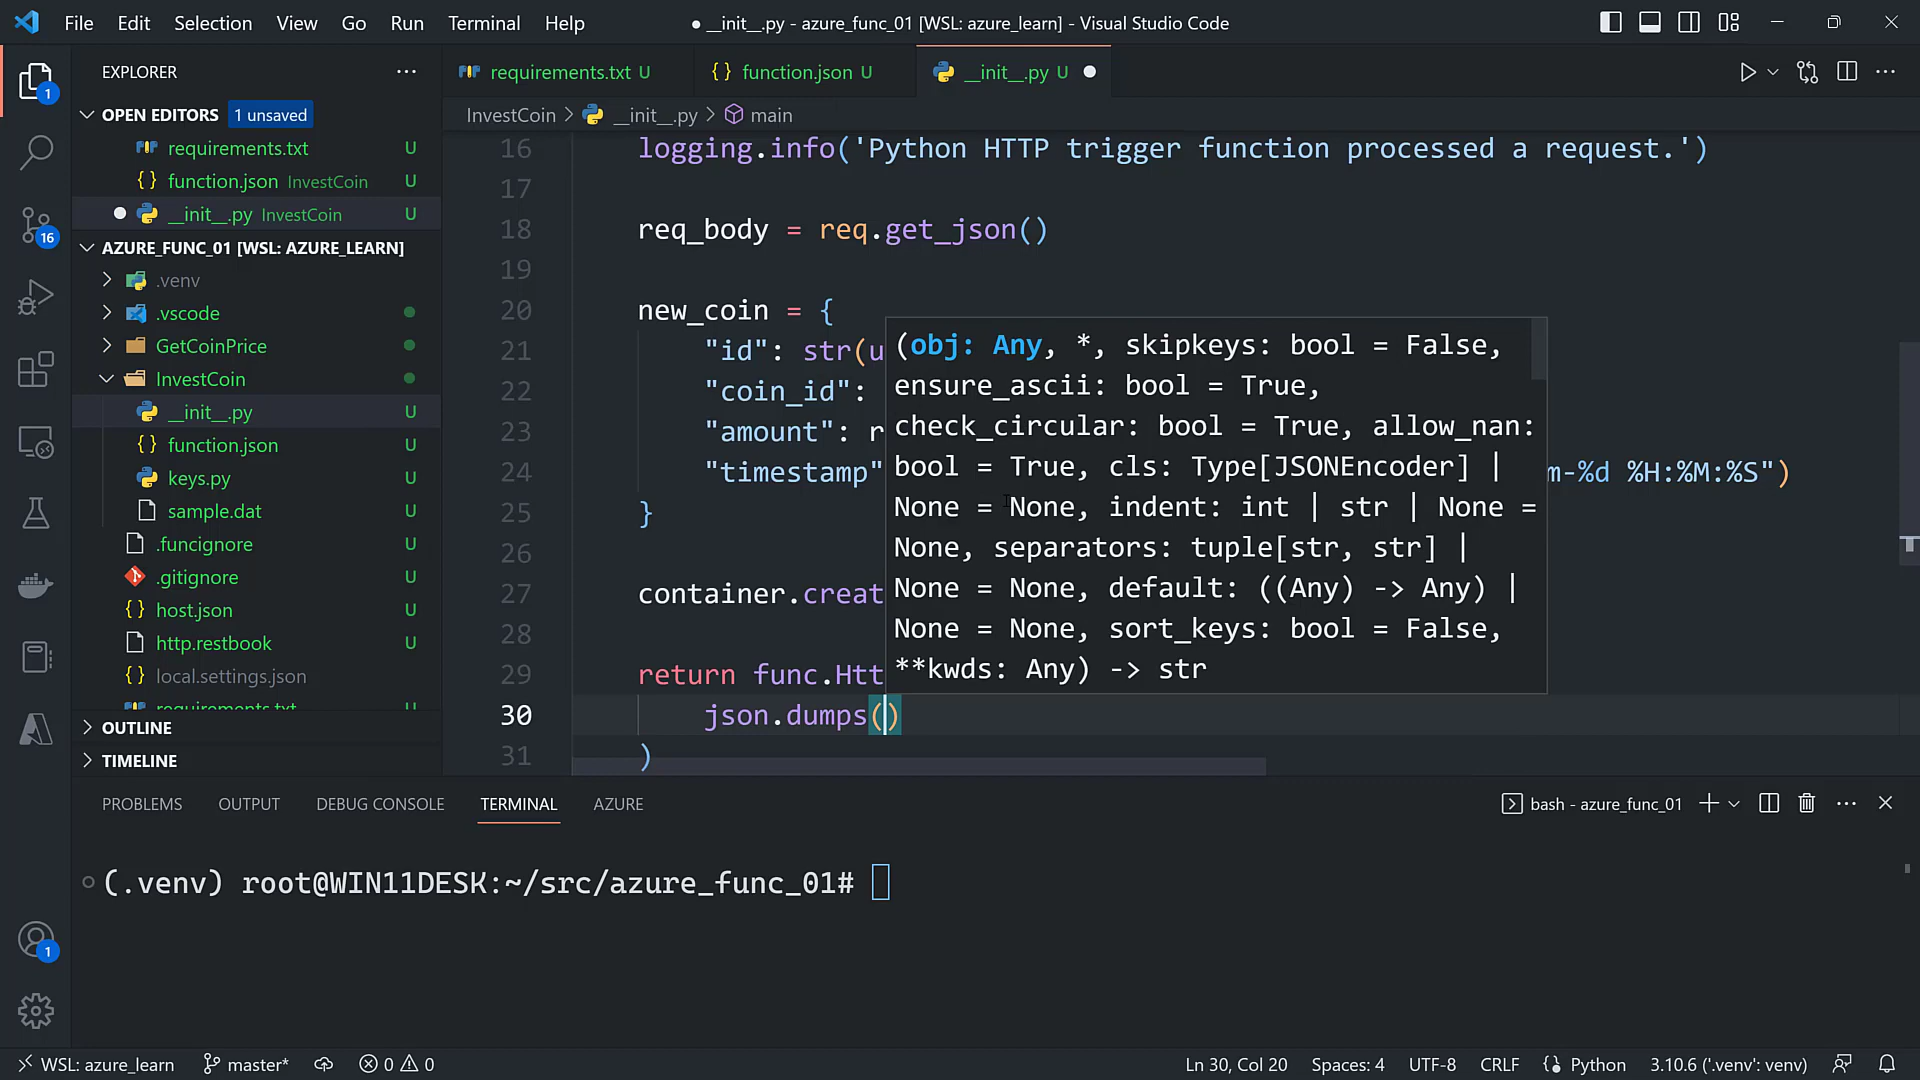 File Edit Selection View Go Run Terminal Help
● __init__.py - azure_func_01 [WSL: azure_learn] - Visual Studio Code
EXPLORER
requirements.txt U
{} function.json U
__init__.py U
OPEN EDITORS 1 unsaved
InvestCoin > __init__.py > main
requirements.txt U
{} function.json InvestCoin U
__init__.py InvestCoin U
AZURE_FUNC_01 [WSL: AZURE_LEARN]
.venv
.vscode
GetCoinPrice
InvestCoin
__init__.py U
{} function.json U
keys.py U
sample.dat U
.funcignore U
.gitignore U
{} host.json U
http.restbook U
{} local.settings.json
requirements.txt U
OUTLINE
TIMELINE
1
16
1
16 logging.info('Python HTTP trigger function processed a request.')
17
18 req_body = req.get_json()
19
20 new_coin = {
21 "id": str(u
22 "coin_id":
23 "amount": r
24 "timestamp" m-%d %H:%M:%S")
25 }
26
27 container.creat
28
29 return func.Htt
30 json.dumps()
31 )
(obj: Any, *, skipkeys: bool = False,
ensure_ascii: bool = True,
check_circular: bool = True, allow_nan:
bool = True, cls: Type[JSONEncoder] |
None = None, indent: int | str | None =
None, separators: tuple[str, str] |
None = None, default: ((Any) -> Any) |
None = None, sort_keys: bool = False,
**kwds: Any) -> str
PROBLEMS OUTPUT DEBUG CONSOLE TERMINAL AZURE
bash - azure_func_01
(.venv) root@WIN11DESK:~/src/azure_func_01#
WSL: azure_learn master* 0 0
Ln 30, Col 20 Spaces: 4 UTF-8 CRLF {} Python 3.10.6 ('.venv': venv)